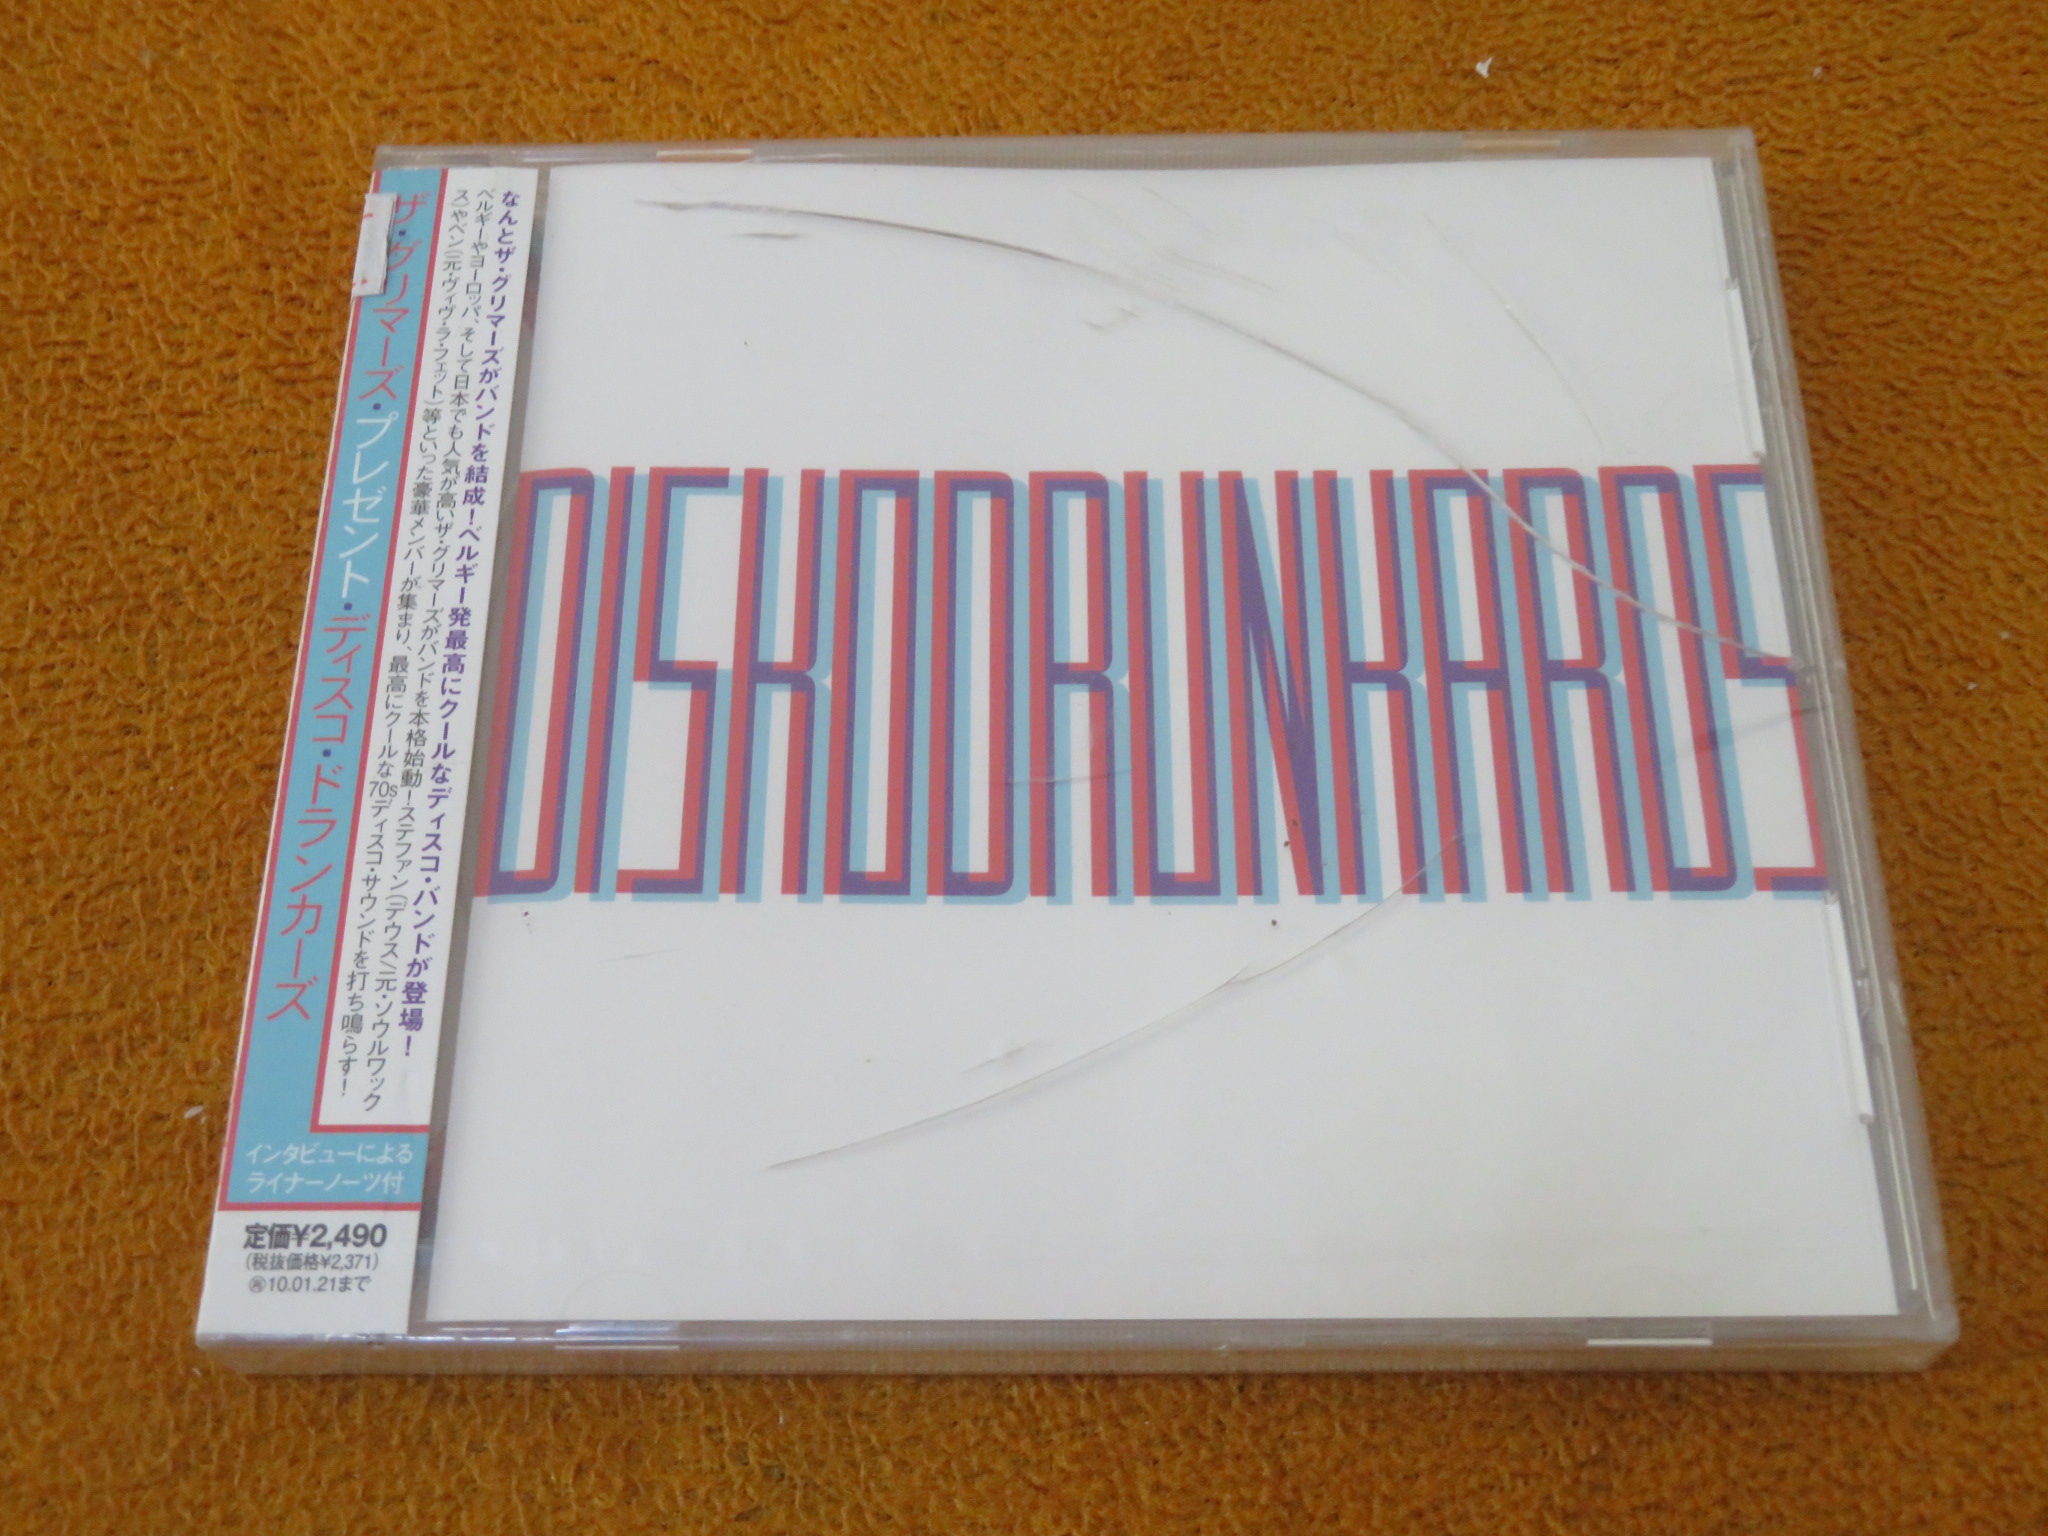 ザ・グリマーズ・プレゼント・ディスコ・ドランカーズ
なんとザ・グリマーズがバンドを結成！ベルギー発最高にクールなディスコ・バンドが登場！
ベルギーやヨーロッパ、そして日本でも人気が高いザ・グリマーズがバンドを本格始動！ステファン（デウス／元・ソウルワック
ス）やベン（元・ヴィヴ・ラ・フェット）等といった豪華メンバーが集まり、最高にクールな70sディスコ・サウンドを打ち鳴らす！
インタビューによる
ライナーノーツ付
定価¥2,490
(税抜価格¥2,371)
㊢10.01.21まで
DISKODRUNKARDS